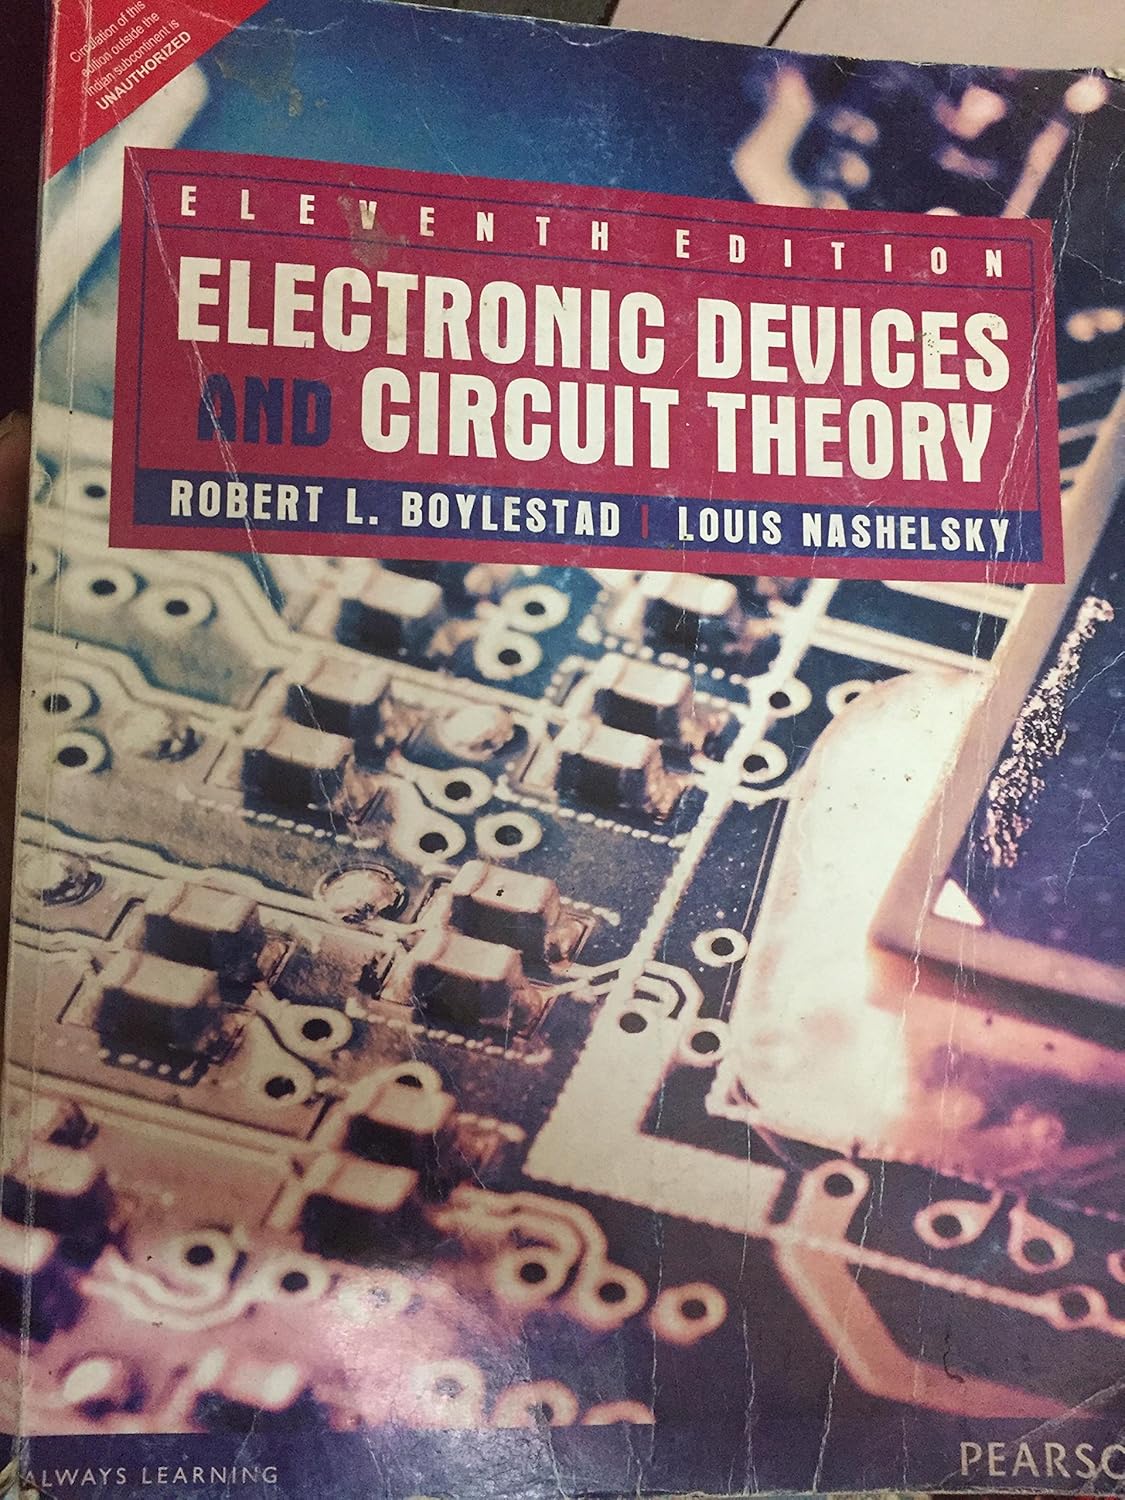 Circulation of this
edition outside the
Indian subcontinent is
UNAUTHORIZED
ELEVENTH EDITION
ELECTRONIC DEVICES
AND CIRCUIT THEORY
ROBERT L. BOYLESTAD | LOUIS NASHELSKY
ALWAYS LEARNING
PEARSO